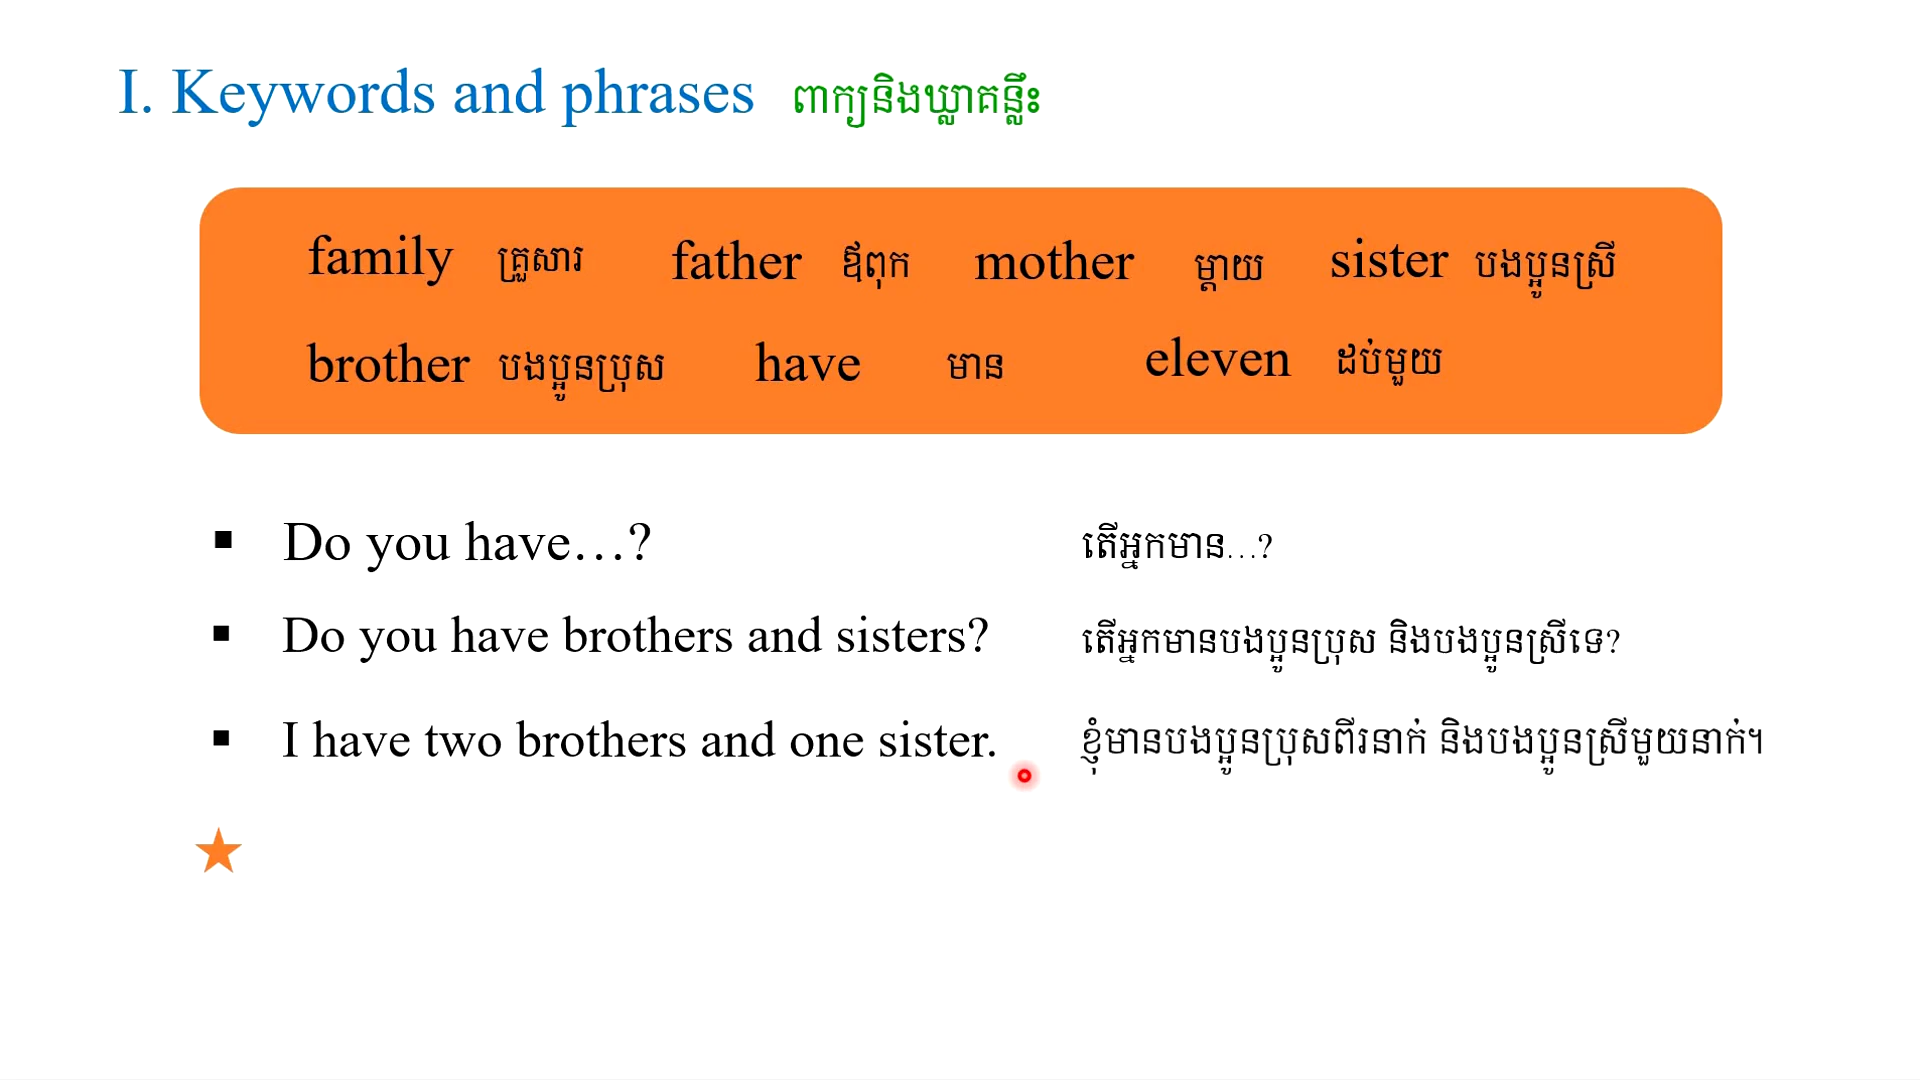 I. Keywords and phrases ពាក្យនិងឃ្លាគន្លឹះ
family គ្រួសារ father ឪពុក mother ម្តាយ sister បងប្អូនស្រី
brother បងប្អូនប្រុស have មាន eleven ដប់មួយ
▪ Do you have…? តើអ្នកមាន…?
▪ Do you have brothers and sisters? តើអ្នកមានបងប្អូនប្រុស និងបងប្អូនស្រីទេ?
▪ I have two brothers and one sister. ខ្ញុំមានបងប្អូនប្រុសពីរនាក់ និងបងប្អូនស្រីមួយនាក់។